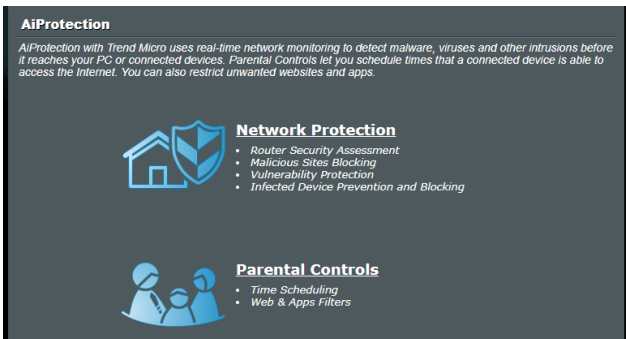 AiProtection
AiProtection with Trend Micro uses real-time network monitoring to detect malware, viruses and other intrusions before
it reaches your PC or connected devices. Parental Controls let you schedule times that a connected device is able to
access the Internet. You can also restrict unwanted websites and apps.
Network Protection
• Router Security Assessment
• Malicious Sites Blocking
• Vulnerability Protection
• Infected Device Prevention and Blocking
Parental Controls
• Time Scheduling
• Web & Apps Filters